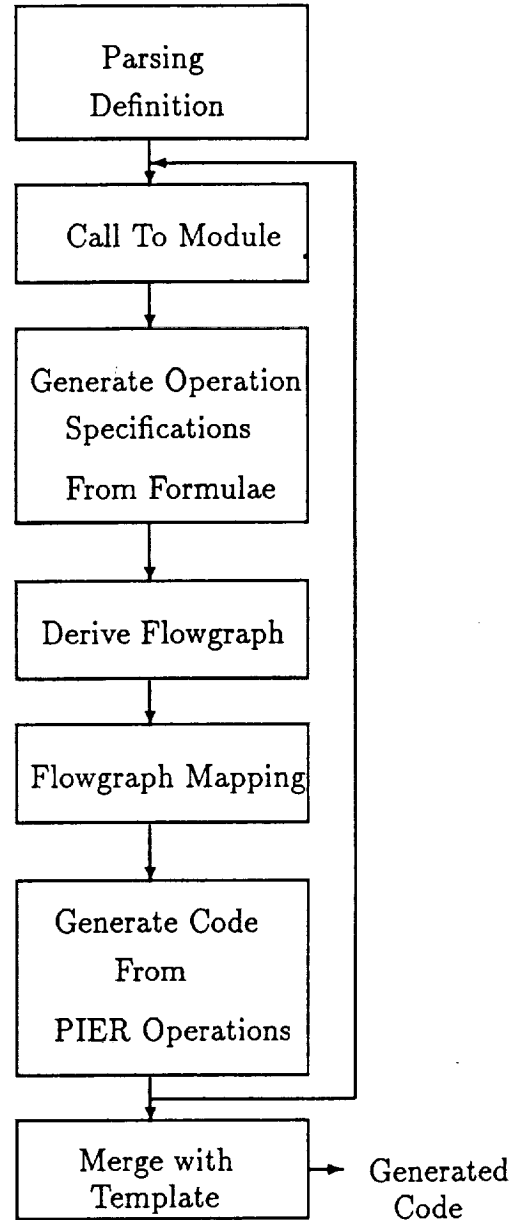 Parsing
Definition
Call To Module
Generate Operation
Specifications
From Formulae
Derive Flowgraph
Flowgraph Mapping
Generate Code
From
PIER Operations
Merge with
Template
Generated
Code